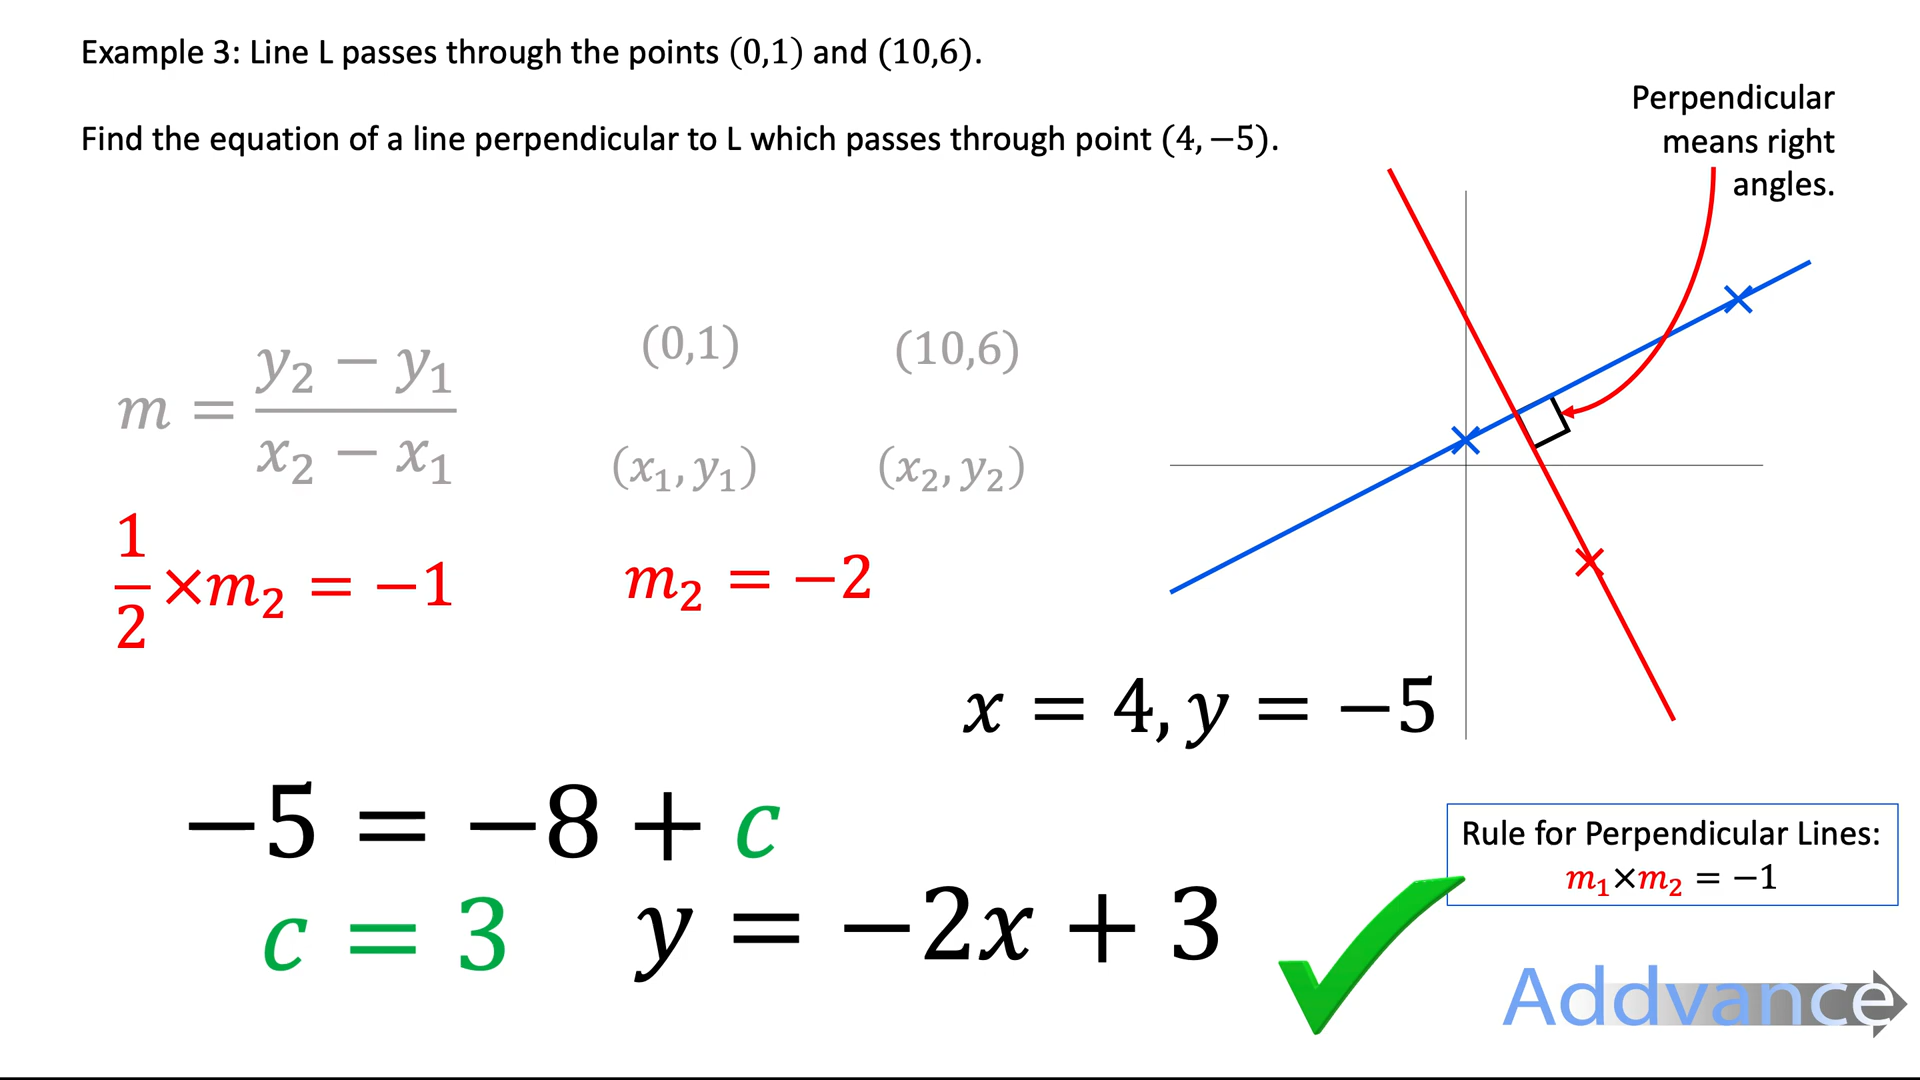 Example 3: Line L passes through the points (0,1) and (10,6).
Find the equation of a line perpendicular to L which passes through point (4, −5).
Perpendicular
means right
angles.
m = (y₂ − y₁)/(x₂ − x₁)
(0,1) (10,6)
(x₁, y₁) (x₂, y₂)
1/2 ×m₂ = −1
m₂ = −2
x = 4, y = −5
−5 = −8 + c
c = 3
y = −2x + 3
Rule for Perpendicular Lines:
m₁×m₂ = −1
Addvance